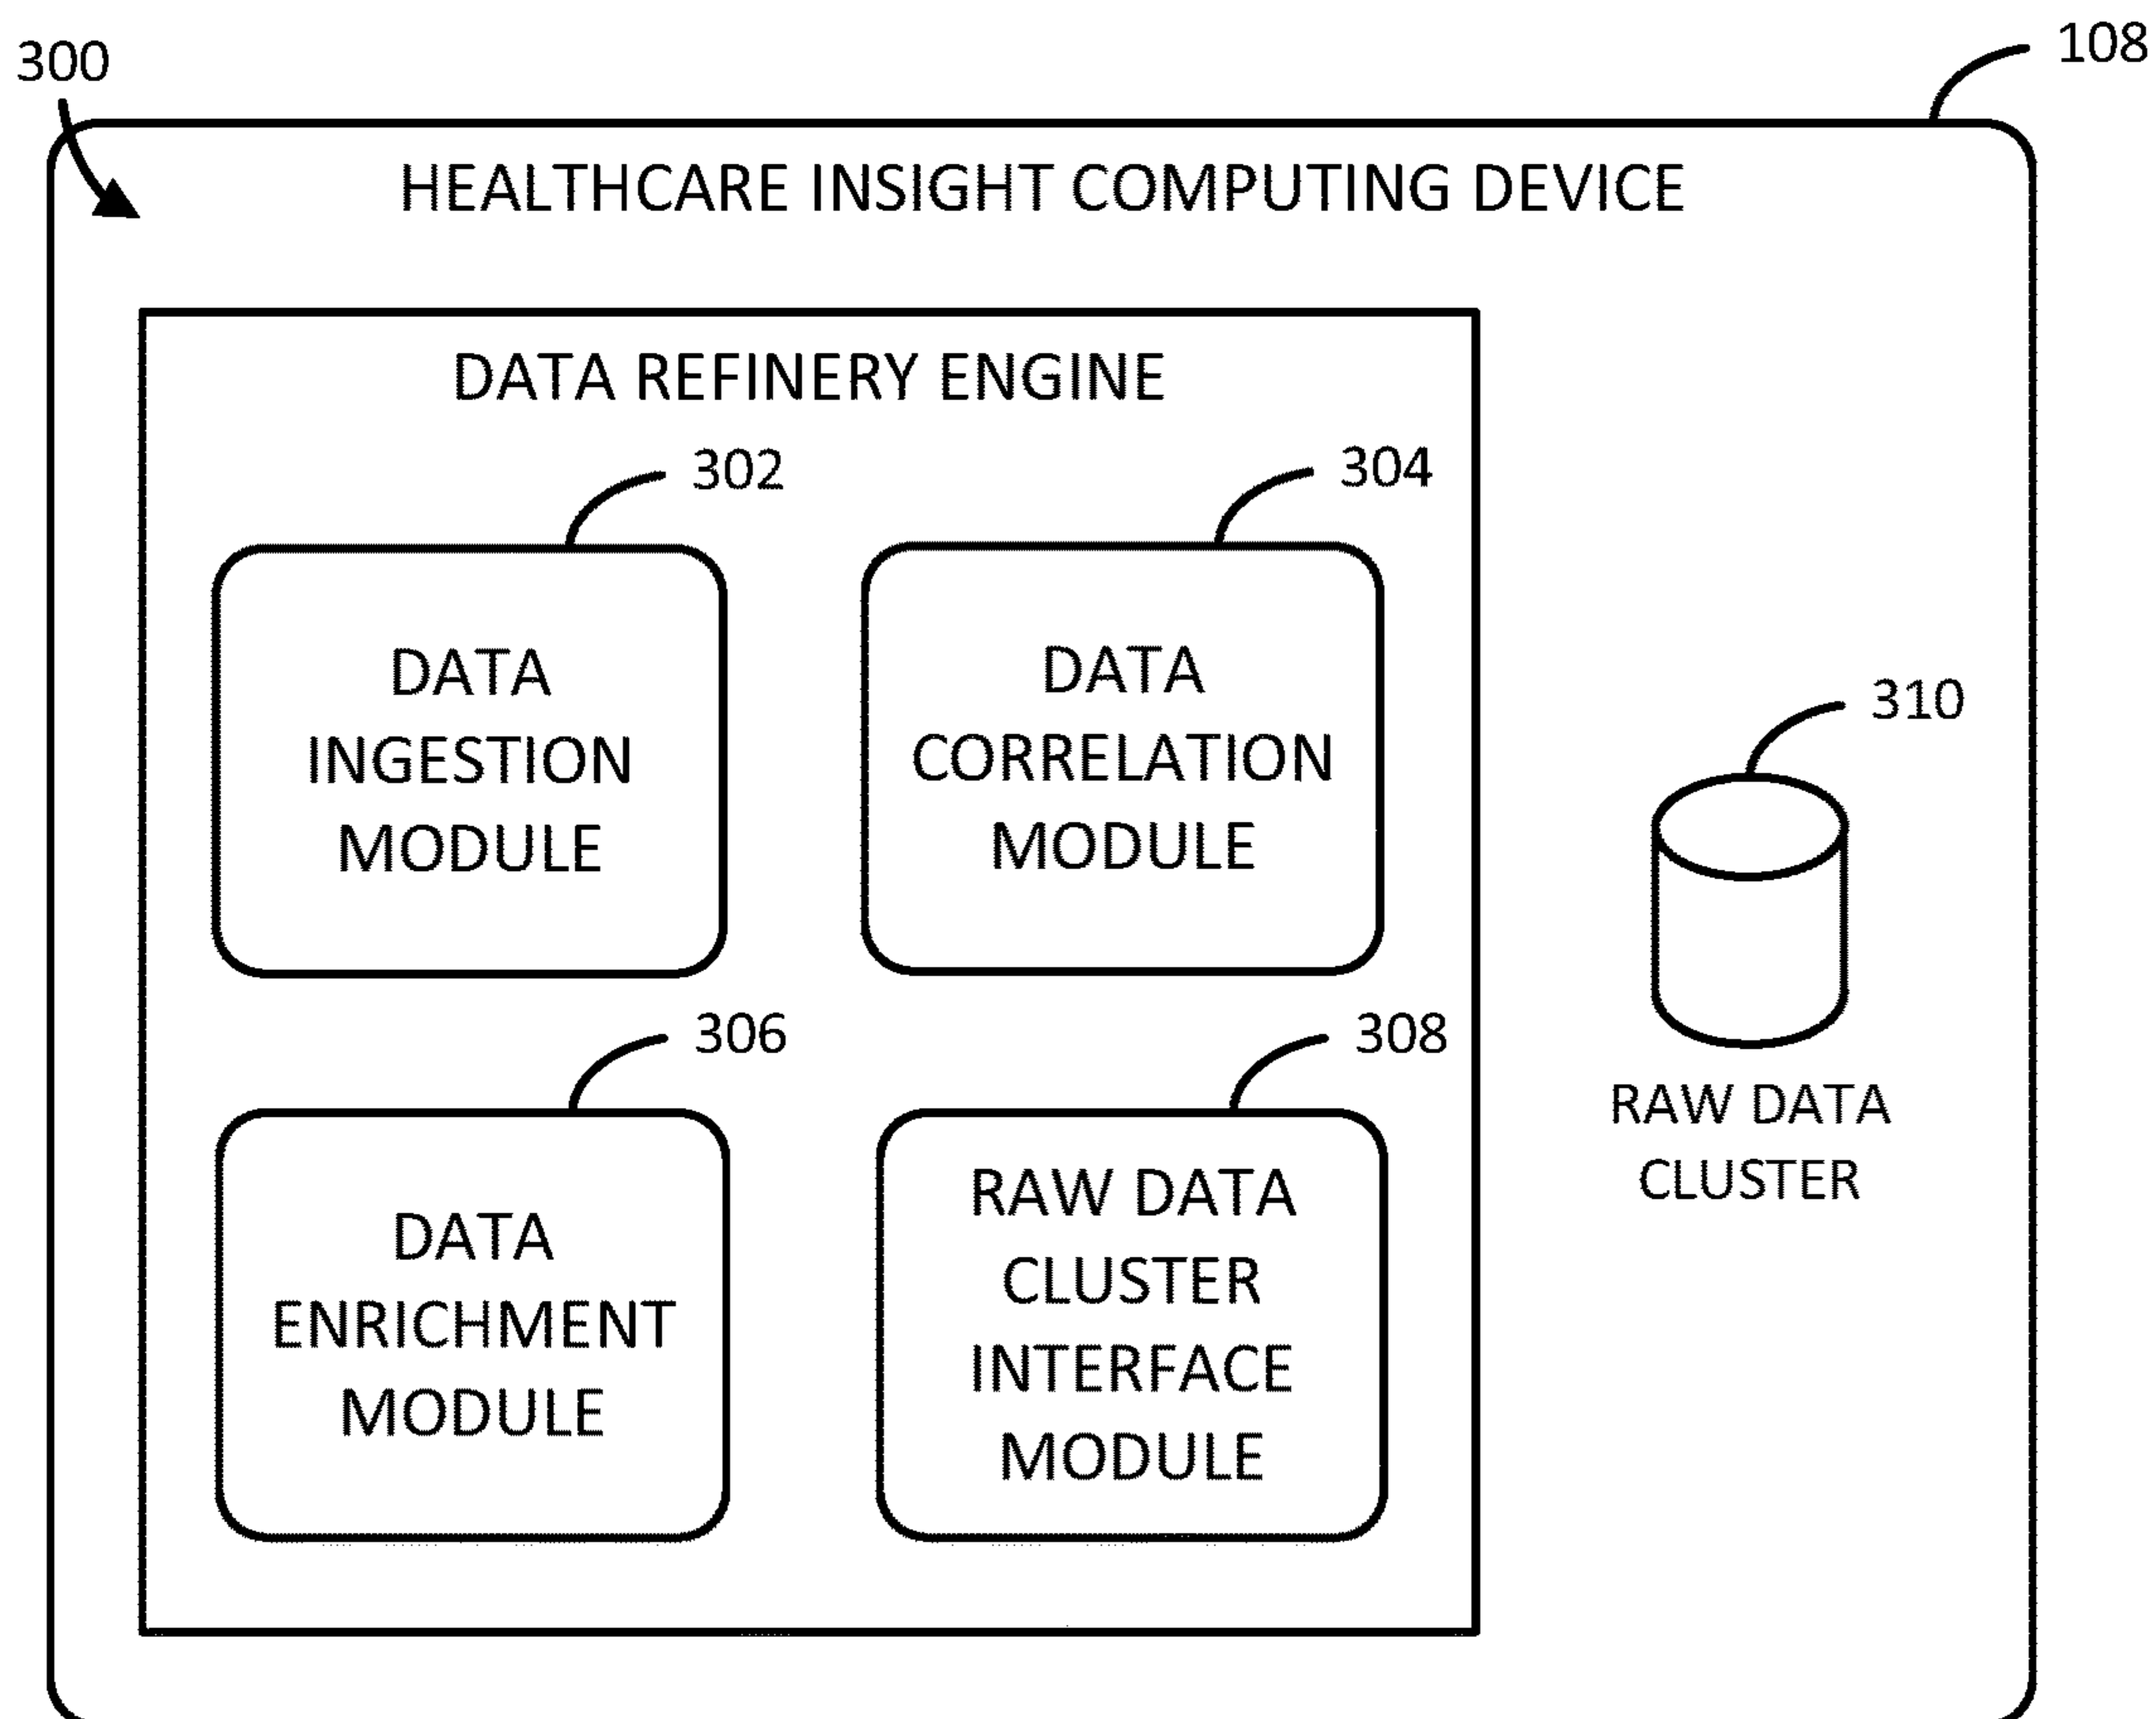 300
108
HEALTHCARE INSIGHT COMPUTING DEVICE
DATA REFINERY ENGINE
302
304
DATA
INGESTION
MODULE
DATA
CORRELATION
MODULE
310
RAW DATA
CLUSTER
306
308
DATA
ENRICHMENT
MODULE
RAW DATA
CLUSTER
INTERFACE
MODULE